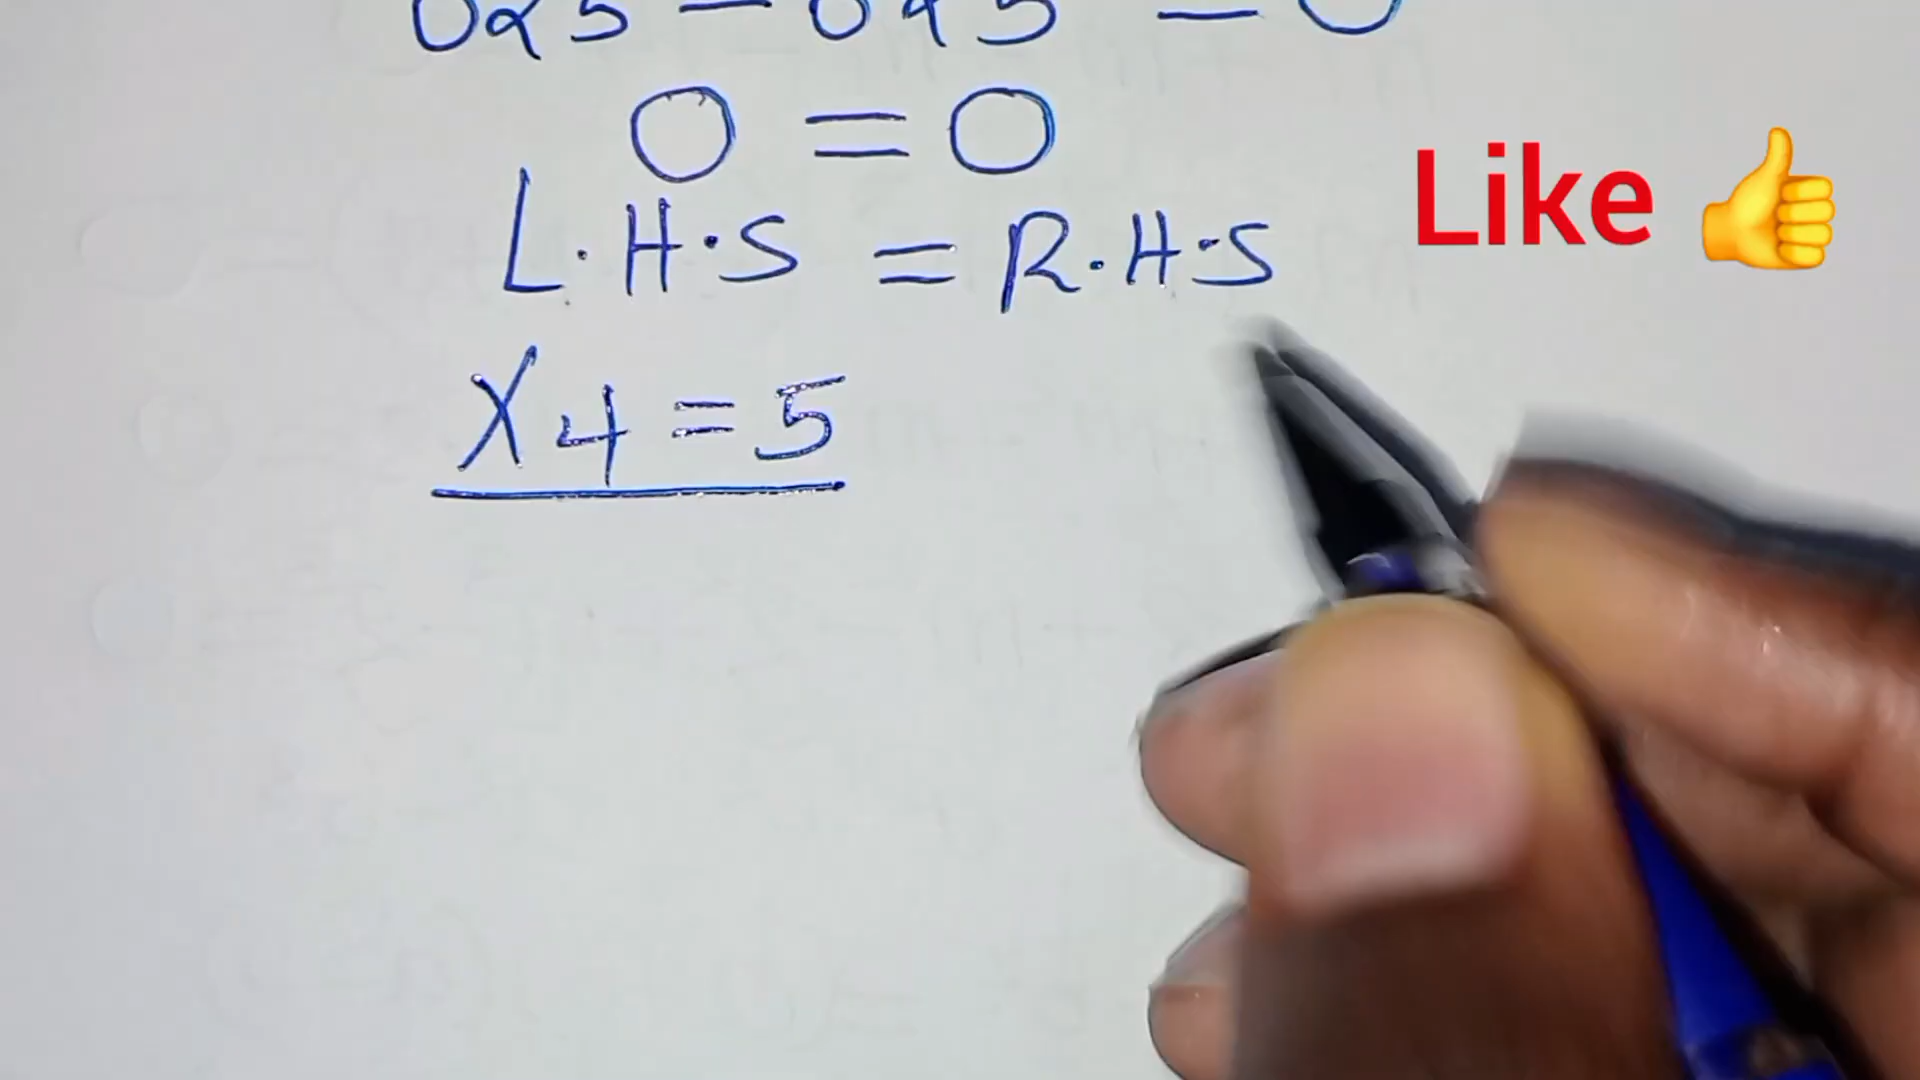 0 = 0
L.H.S = R.H.S
Like 👍
X4 = 5